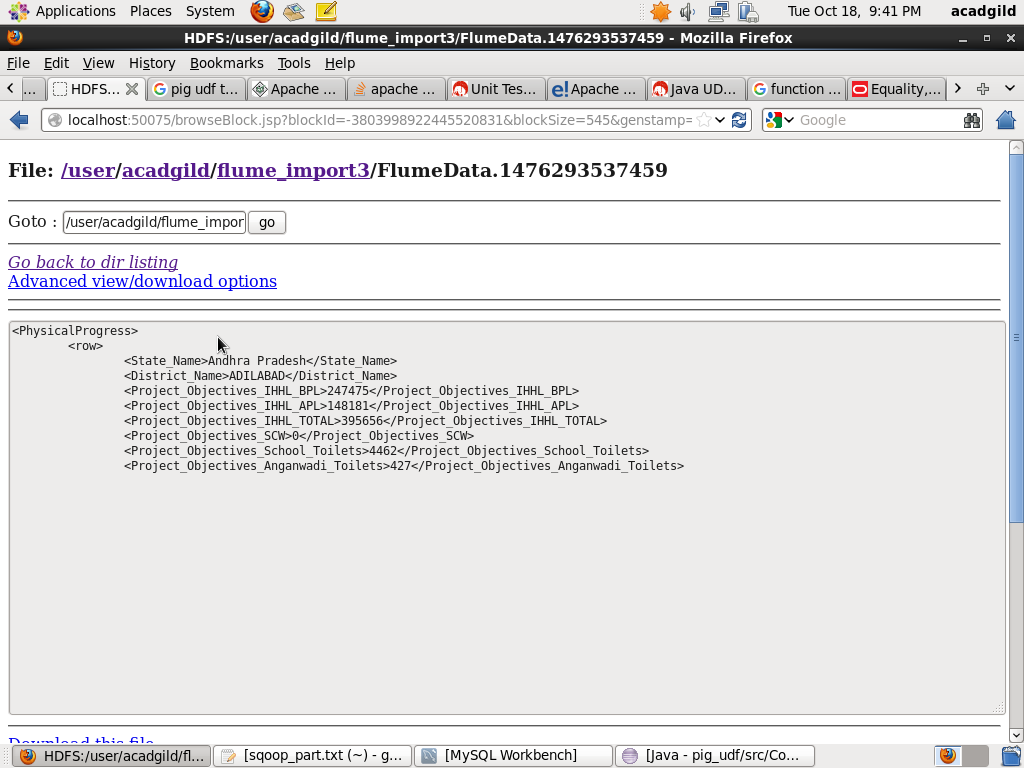 Applications Places System Tue Oct 18, 9:41 PM acadgild
HDFS:/user/acadgild/flume_import3/FlumeData.1476293537459 - Mozilla Firefox
File Edit View History Bookmarks Tools Help
... HDFS... pig udf t... Apache ... apache ... Unit Tes... Apache ... Java UD... function ... Equality,...
localhost:50075/browseBlock.jsp?blockId=-3803998922445520831&blockSize=545&genstamp= Google
File: /user/acadgild/flume_import3/FlumeData.1476293537459
Goto : /user/acadgild/flume_impor go
Go back to dir listing
Advanced view/download options
<PhysicalProgress>
<row>
<State_Name>Andhra Pradesh</State_Name>
<District_Name>ADILABAD</District_Name>
<Project_Objectives_IHHL_BPL>247475</Project_Objectives_IHHL_BPL>
<Project_Objectives_IHHL_APL>148181</Project_Objectives_IHHL_APL>
<Project_Objectives_IHHL_TOTAL>395656</Project_Objectives_IHHL_TOTAL>
<Project_Objectives_SCW>0</Project_Objectives_SCW>
<Project_Objectives_School_Toilets>4462</Project_Objectives_School_Toilets>
<Project_Objectives_Anganwadi_Toilets>427</Project_Objectives_Anganwadi_Toilets>
Download this file
HDFS:/user/acadgild/fl... [sqoop_part.txt (~) - g... [MySQL Workbench] [Java - pig_udf/src/Co...